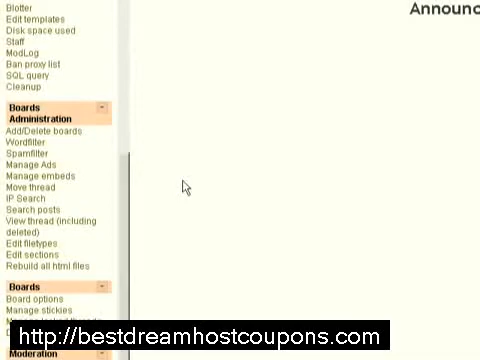 Blotter
Announc
Edit templates
Disk space used
Staff
ModLog
Ban proxy list
SQL query
Cleanup
Boards
Administration
Add/Delete boards
Wordfilter
Spamfilter
Manage Ads
Manage embeds
Move thread
IP Search
Search posts
View thread (including
deleted)
Edit filetypes
Edit sections
Rebuild all html files
Boards
Board options
Manage stickies
http://bestdreamhostcoupons.com
Moderation